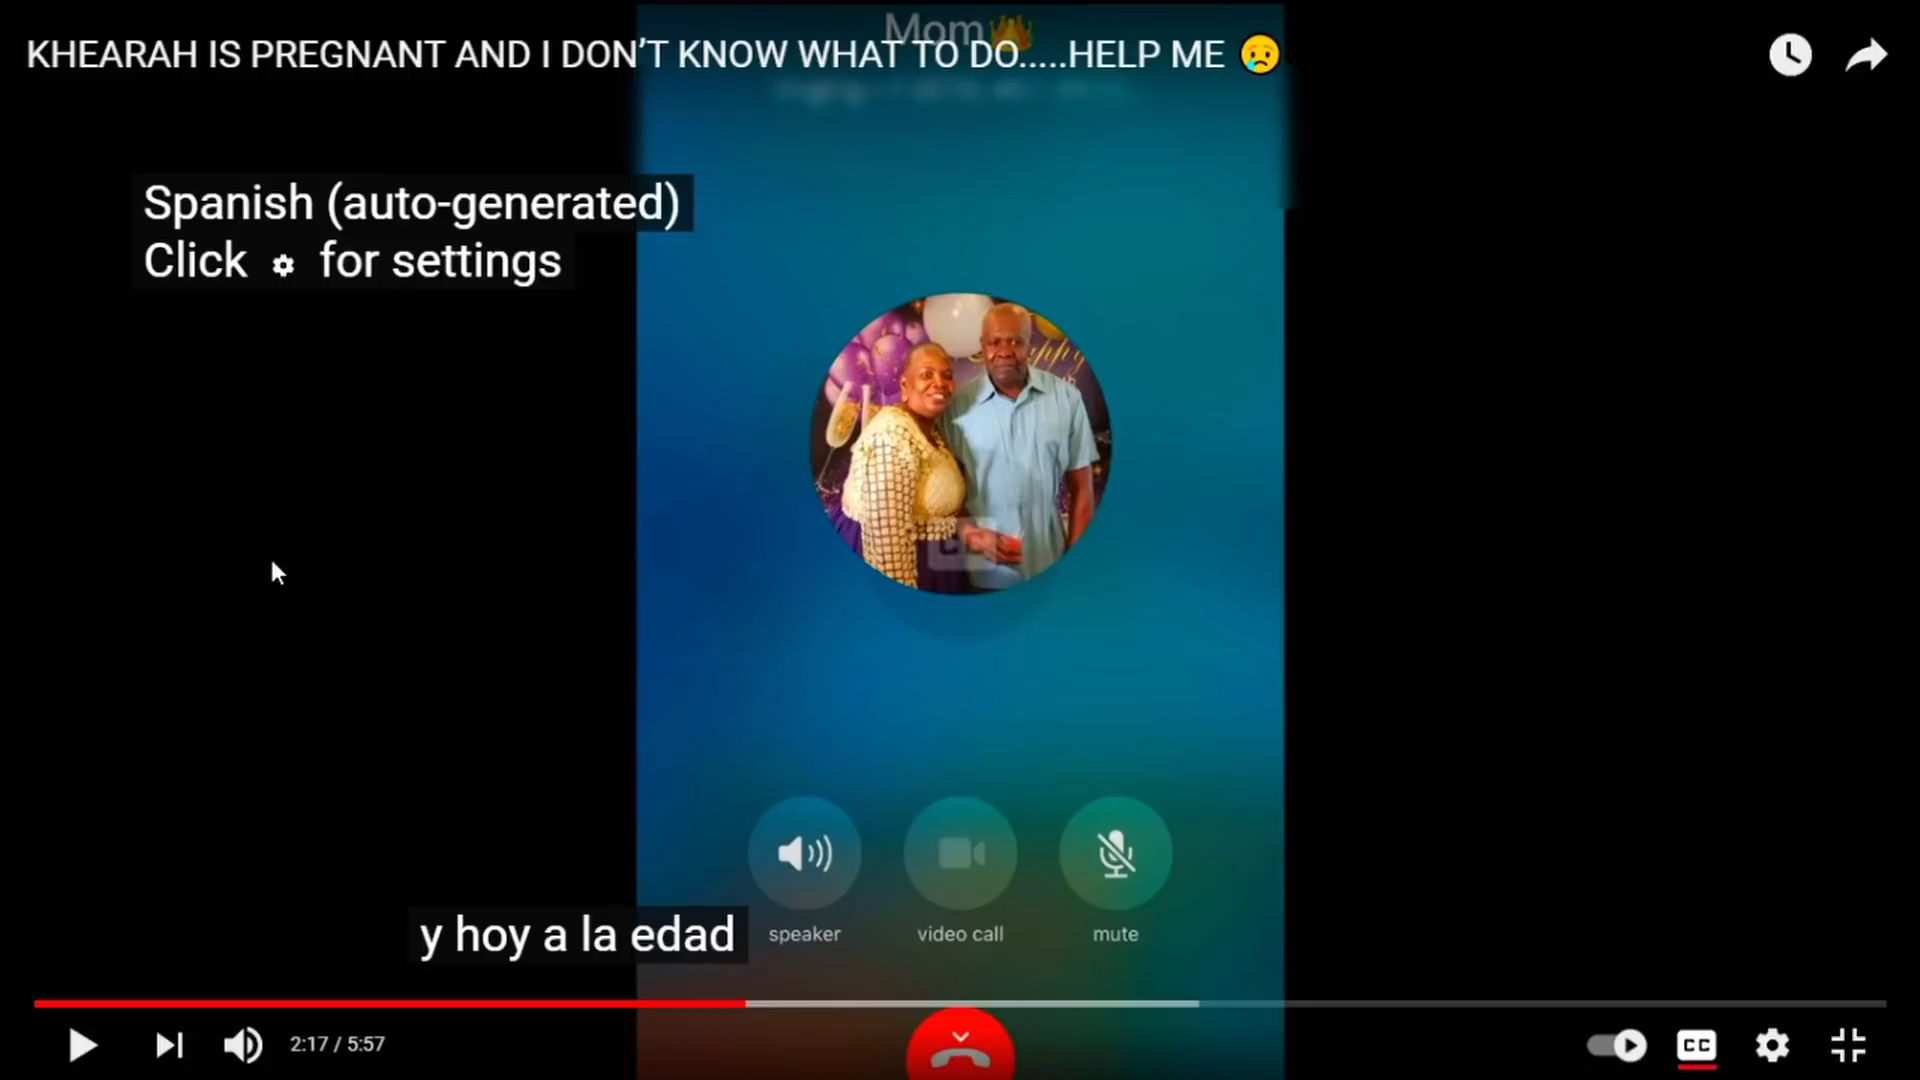 Mom
KHEARAH IS PREGNANT AND I DON’T KNOW WHAT TO DO.....HELP ME 😥
Spanish (auto-generated)
Click ⚙ for settings
y hoy a la edad
speaker
video call
mute
2:17 / 5:57
CC